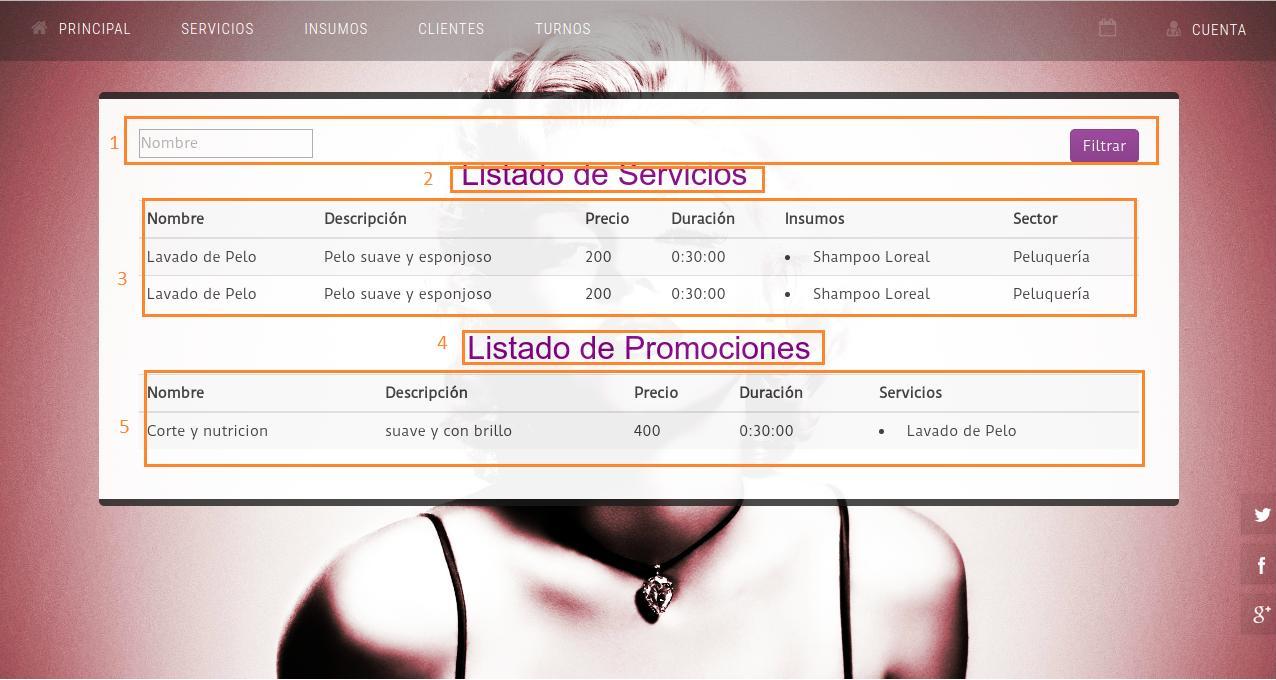 PRINCIPAL SERVICIOS INSUMOS CLIENTES TURNOS CUENTA
1 Nombre Filtrar
2 Listado de Servicios
3
Nombre Descripción Precio Duración Insumos Sector
Lavado de Pelo Pelo suave y esponjoso 200 0:30:00 • Shampoo Loreal Peluquería
Lavado de Pelo Pelo suave y esponjoso 200 0:30:00 • Shampoo Loreal Peluquería
4 Listado de Promociones
5
Nombre Descripción Precio Duración Servicios
Corte y nutricion suave y con brillo 400 0:30:00 • Lavado de Pelo
g+